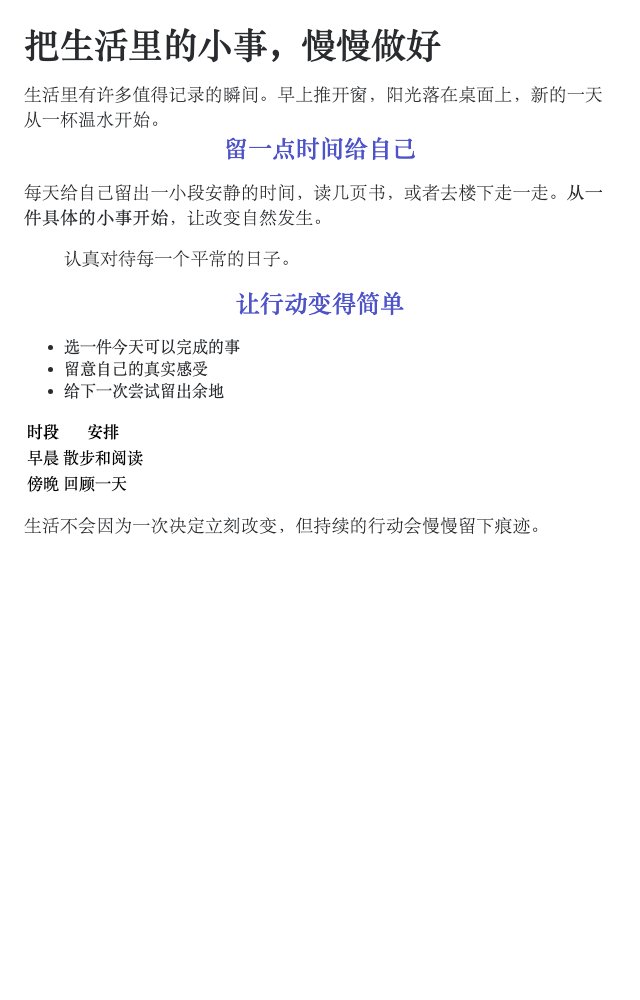 把生活里的小事，慢慢做好
生活里有许多值得记录的瞬间。早上推开窗，阳光落在桌面上，新的一天
从一杯温水开始。
留一点时间给自己
每天给自己留出一小段安静的时间，读几页书，或者去楼下走一走。从一
件具体的小事开始，让改变自然发生。
认真对待每一个平常的日子。
让行动变得简单
• 选一件今天可以完成的事
• 留意自己的真实感受
• 给下一次尝试留出余地
时段 安排
早晨 散步和阅读
傍晚 回顾一天
生活不会因为一次决定立刻改变，但持续的行动会慢慢留下痕迹。